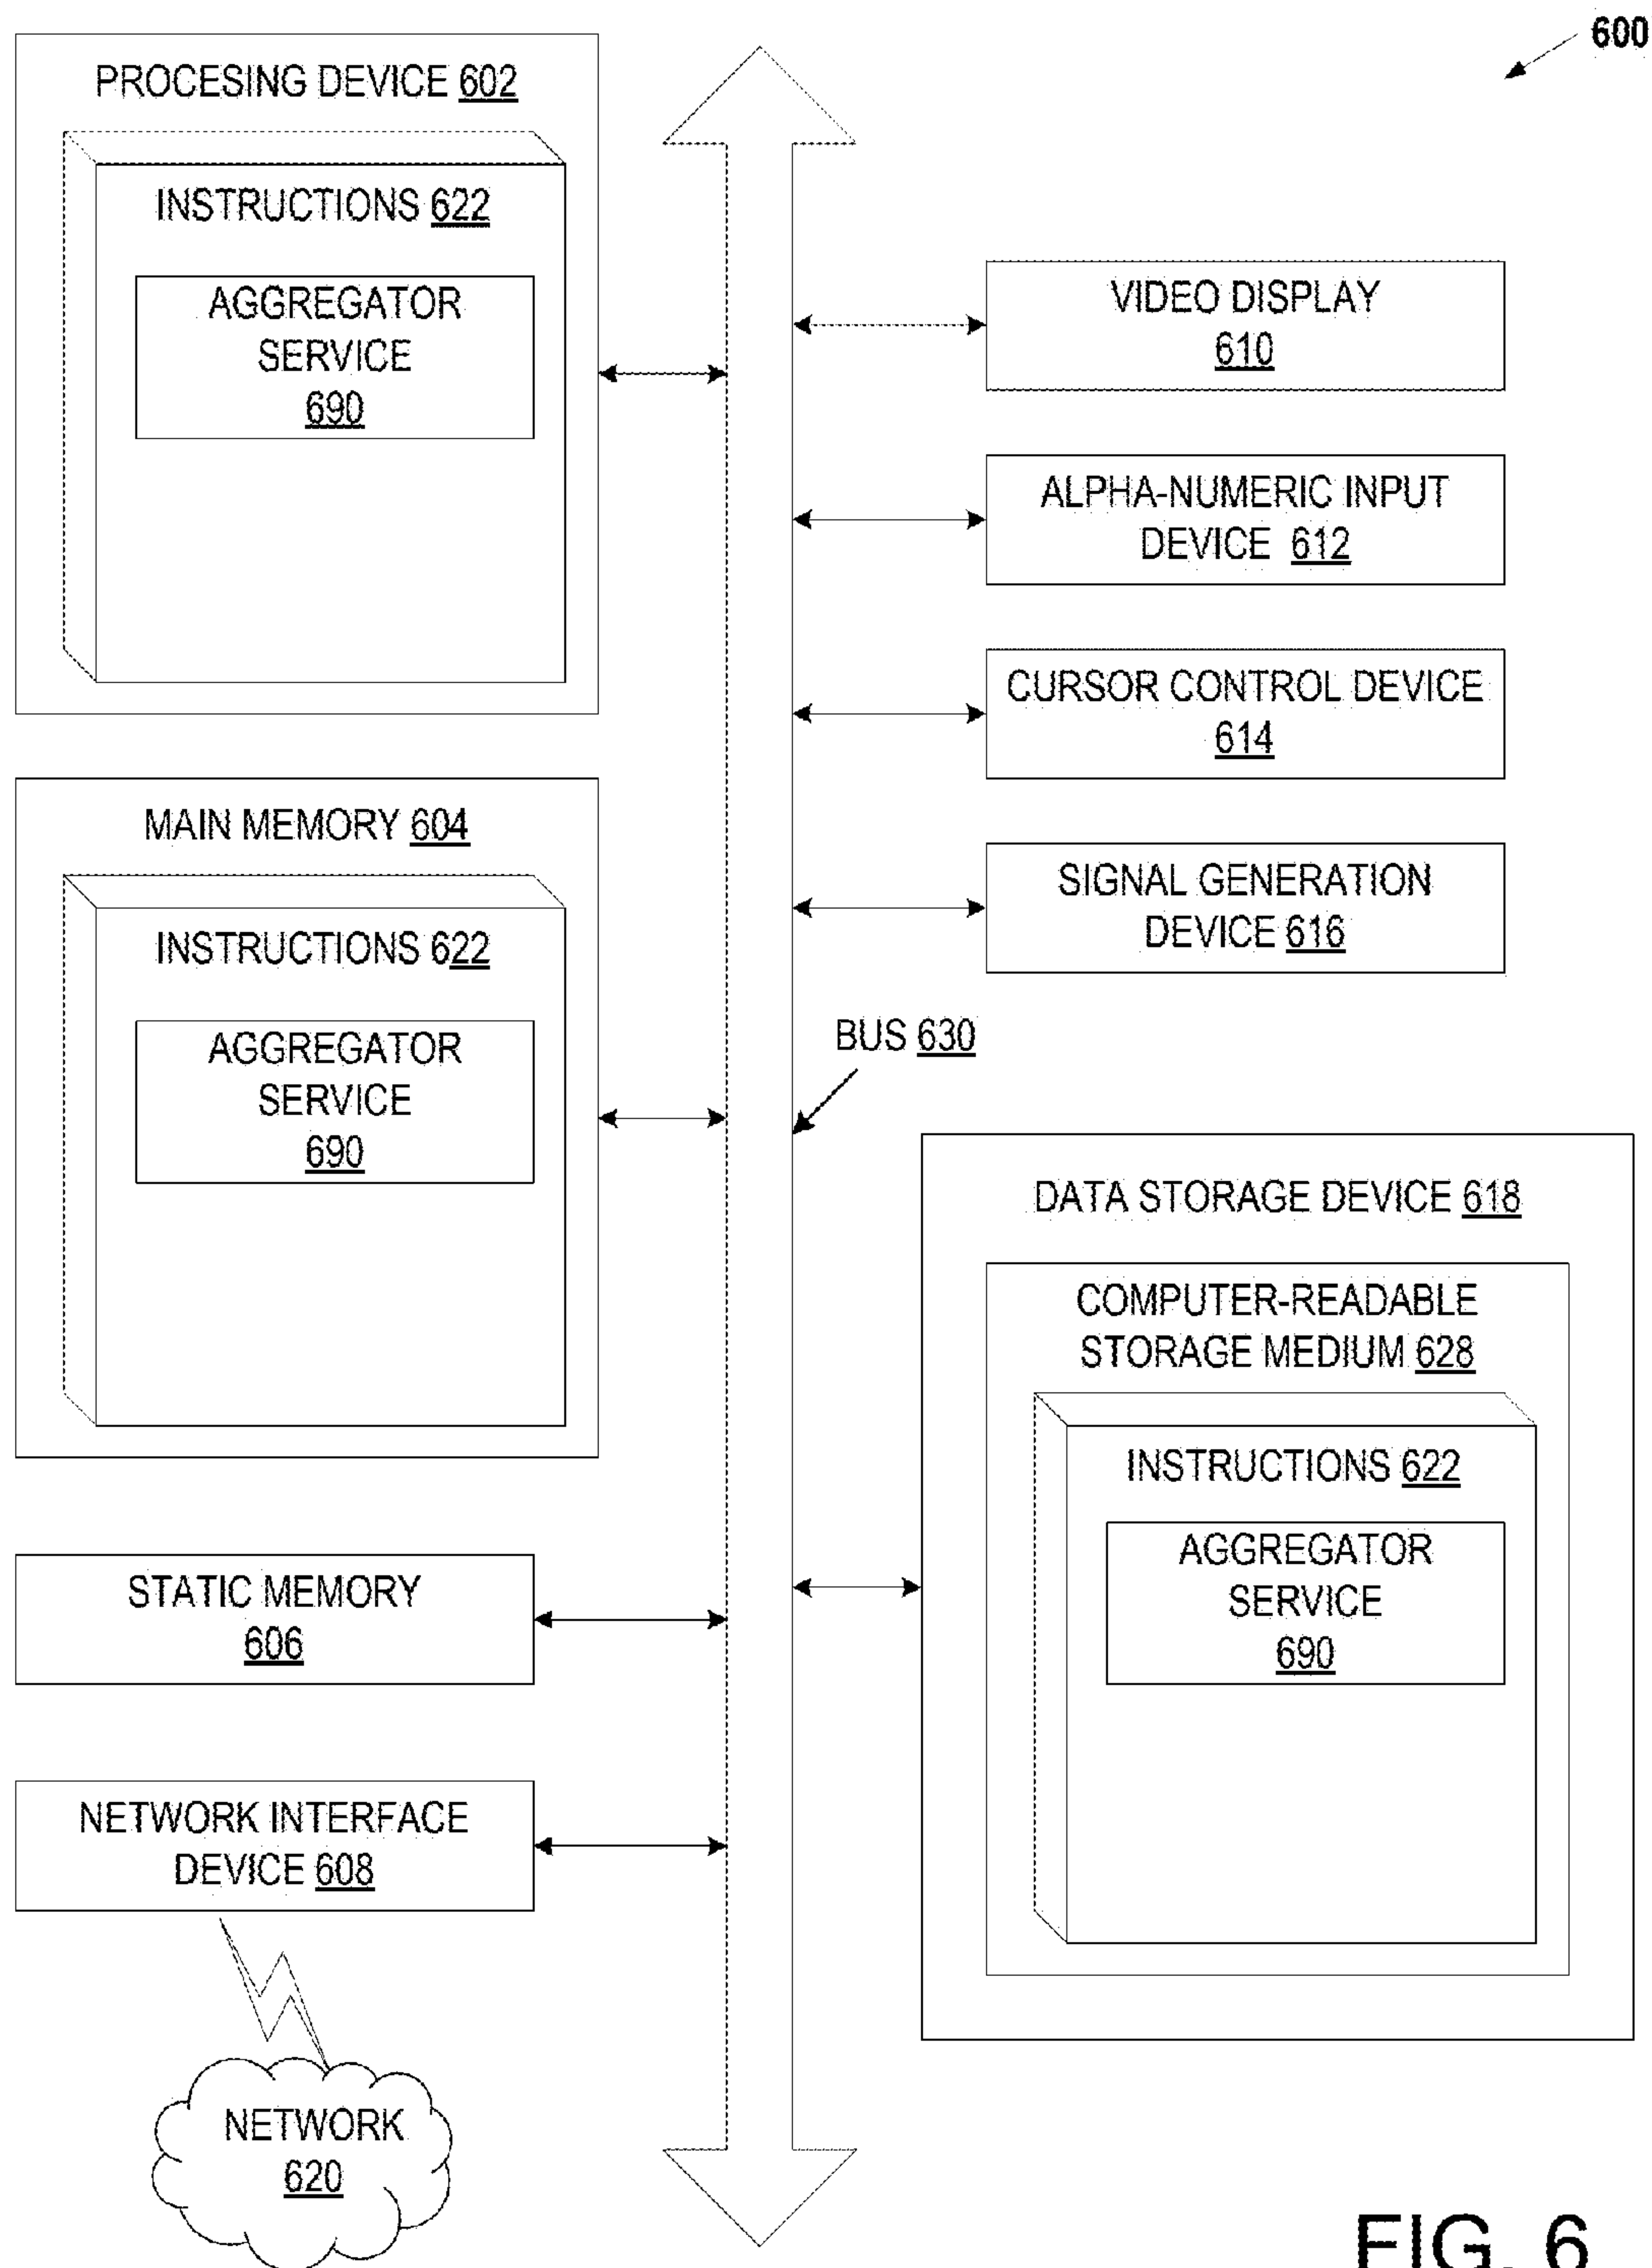 600
PROCESING DEVICE 602
INSTRUCTIONS 622
AGGREGATOR
SERVICE
690
MAIN MEMORY 604
INSTRUCTIONS 622
AGGREGATOR
SERVICE
690
STATIC MEMORY
606
NETWORK INTERFACE
DEVICE 608
NETWORK
620
VIDEO DISPLAY
610
ALPHA-NUMERIC INPUT
DEVICE 612
CURSOR CONTROL DEVICE
614
SIGNAL GENERATION
DEVICE 616
BUS 630
DATA STORAGE DEVICE 618
COMPUTER-READABLE
STORAGE MEDIUM 628
INSTRUCTIONS 622
AGGREGATOR
SERVICE
690
FIG. 6